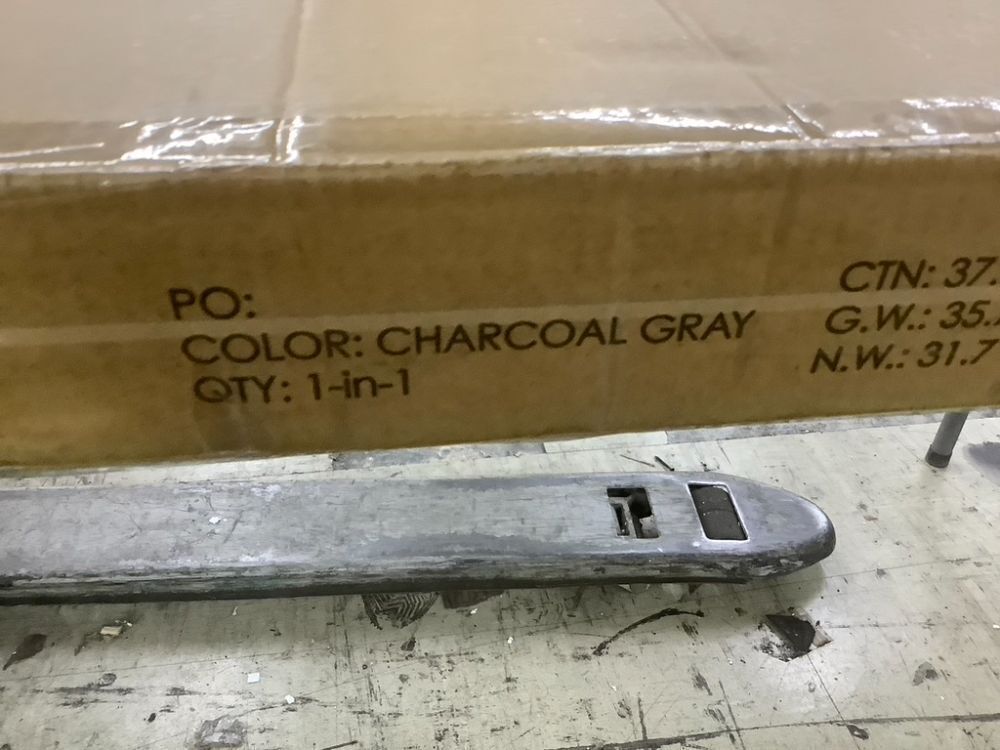 PO:
COLOR: CHARCOAL GRAY
QTY: 1-in-1
CTN: 37.
G.W.: 35.
N.W.: 31.7